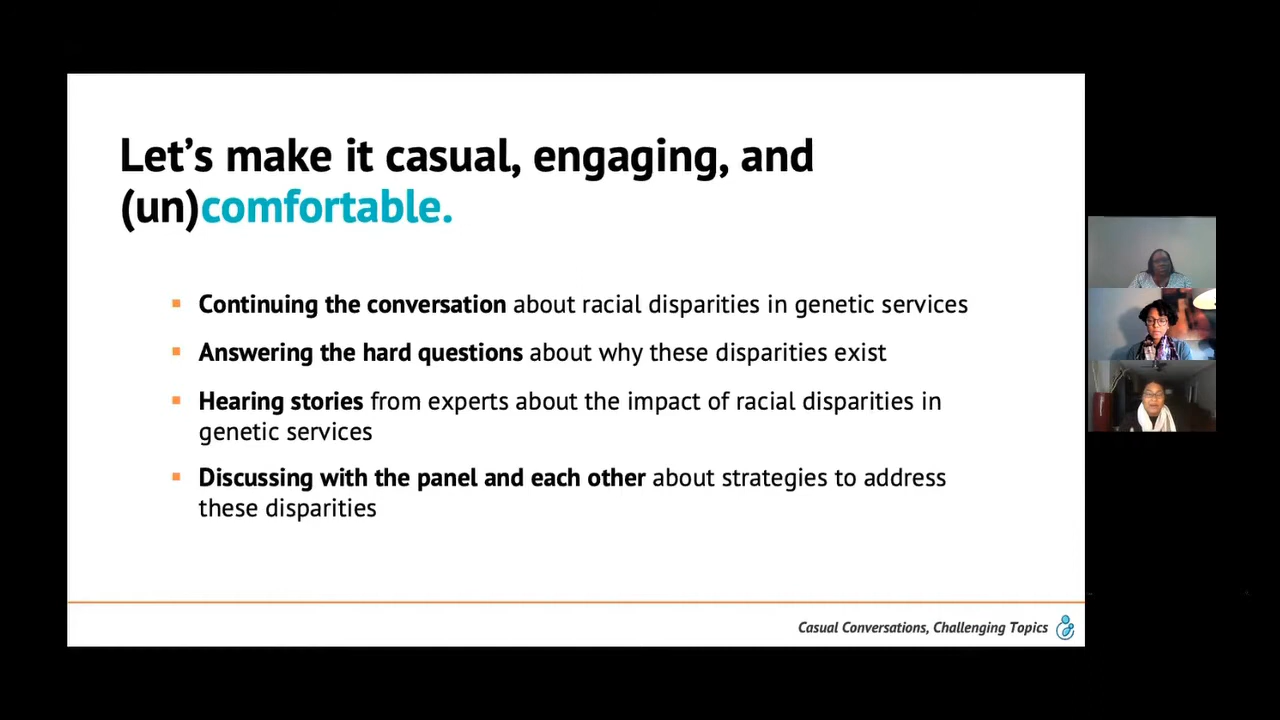 Let's make it casual, engaging, and
(un)comfortable.
▪ Continuing the conversation about racial disparities in genetic services
▪ Answering the hard questions about why these disparities exist
▪ Hearing stories from experts about the impact of racial disparities in
genetic services
▪ Discussing with the panel and each other about strategies to address
these disparities
Casual Conversations, Challenging Topics